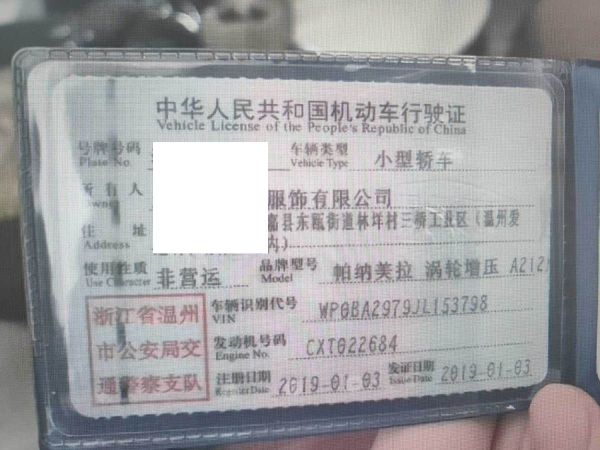 中华人民共和国机动车行驶证
Vehicle License of the People's Republic of China
号牌号码
Plate No.
车辆类型 小型轿车
Vehicle Type
所有人 服饰有限公司
Owner
住址 嘉县东瓯街道林垟村三桥工业区(温州爱
Address 内)
使用性质 非营运
Use Character
品牌型号 帕纳美拉 涡轮增压
Model
浙江省温州
市公安局交
通警察支队
车辆识别代号 WP0BA2979JL153798
VIN
发动机号码 CXT022684
Engine No.
注册日期 2019-01-03
Register Date
发证日期 2019-01-03
Issue Date